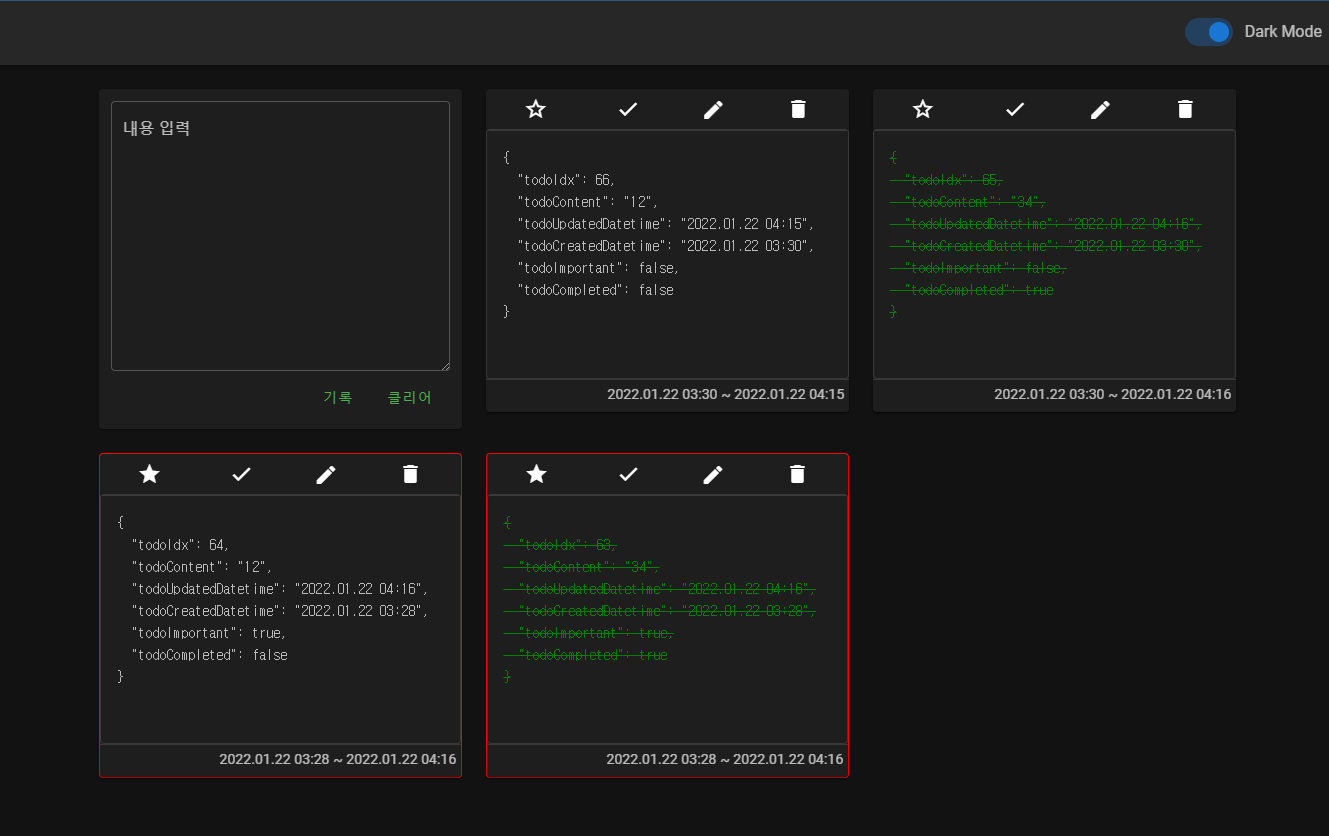 Dark Mode
내용 입력
기록 클리어
{
"todoIdx": 66,
"todoContent": "12",
"todoUpdatedDatetime": "2022.01.22 04:15",
"todoCreatedDatetime": "2022.01.22 03:30",
"todoImportant": false,
"todoCompleted": false
}
2022.01.22 03:30 ~ 2022.01.22 04:15
{
"todoIdx": 65,
"todoContent": "34",
"todoUpdatedDatetime": "2022.01.22 04:16",
"todoCreatedDatetime": "2022.01.22 03:30",
"todoImportant": false,
"todoCompleted": true
}
2022.01.22 03:30 ~ 2022.01.22 04:16
{
"todoIdx": 64,
"todoContent": "12",
"todoUpdatedDatetime": "2022.01.22 04:16",
"todoCreatedDatetime": "2022.01.22 03:28",
"todoImportant": true,
"todoCompleted": false
}
2022.01.22 03:28 ~ 2022.01.22 04:16
{
"todoIdx": 63,
"todoContent": "34",
"todoUpdatedDatetime": "2022.01.22 04:16",
"todoCreatedDatetime": "2022.01.22 03:28",
"todoImportant": true,
"todoCompleted": true
}
2022.01.22 03:28 ~ 2022.01.22 04:16